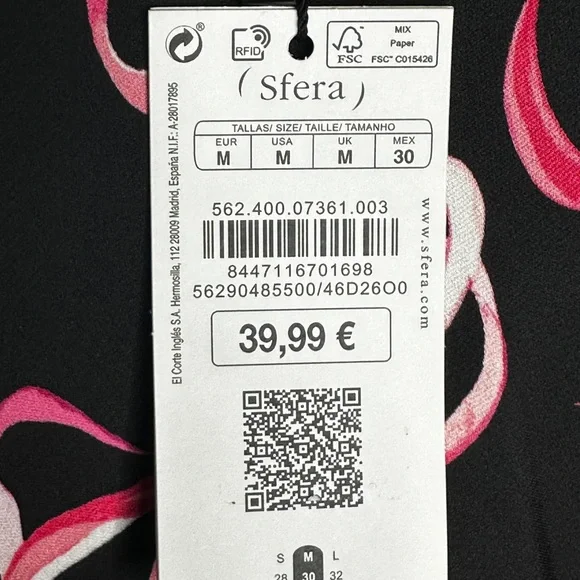 RFID
FSC
MIX
Paper
FSC™ C015426
(Sfera)
TALLAS/ SIZE/ TAILLE/ TAMANHO
EUR USA UK MEX
M M M 30
562.400.07361.003
8447116701698
56290485500/46D26O0
39,99 €
S M L
28 30 32
www.sfera.com
El Corte Inglés S.A. Hermosilla, 112 28009 Madrid, España N.I.F.: A-28017895